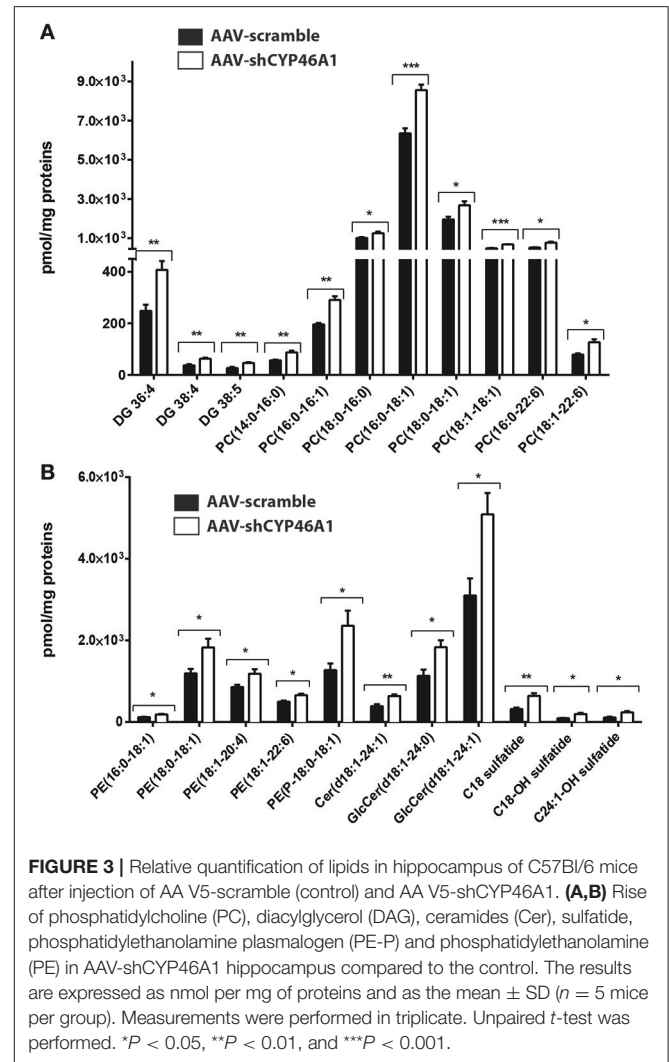 A
AAV-scramble
AAV-shCYP46A1
***
9.0×10³
7.0×10³
*
5.0×10³
3.0×10³
*
***
*
1.0×10³
pmol/mg proteins
**
400
**
200
**
**
**
*
0
DG 36:4
DG 38:4
DG 38:5
PC(14:0-16:0)
PC(16:0-16:1)
PC(18:0-16:0)
PC(16:0-18:1)
PC(18:0-18:1)
PC(18:1-18:1)
PC(16:0-22:6)
PC(18:1-22:6)
B
6.0×10³
*
AAV-scramble
AAV-shCYP46A1
4.0×10³
pmol/mg proteins
*
*
*
2.0×10³
*
*
**
**
*
*
*
0
PE(16:0-18:1)
PE(18:0-18:1)
PE(18:1-20:4)
PE(18:1-22:6)
PE(P-18:0-18:1)
Cer(d18:1-24:1)
GlcCer(d18:1-24:0)
GlcCer(d18:1-24:1)
C18 sulfatide
C18-OH sulfatide
C24:1-OH sulfatide
FIGURE 3 | Relative quantification of lipids in hippocampus of C57Bl/6 mice
after injection of AA V5-scramble (control) and AA V5-shCYP46A1. (A,B) Rise
of phosphatidylcholine (PC), diacylglycerol (DAG), ceramides (Cer), sulfatide,
phosphatidylethanolamine plasmalogen (PE-P) and phosphatidylethanolamine
(PE) in AAV-shCYP46A1 hippocampus compared to the control. The results
are expressed as nmol per mg of proteins and as the mean ± SD (n = 5 mice
per group). Measurements were performed in triplicate. Unpaired t-test was
performed. *P < 0.05, **P < 0.01, and ***P < 0.001.